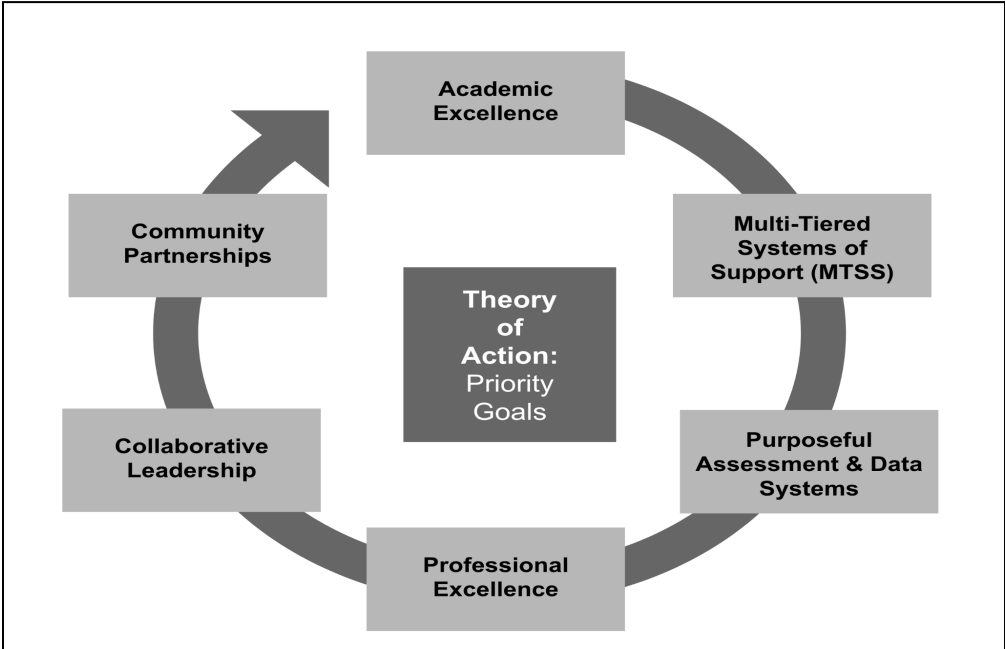 Academic
Excellence
Multi-Tiered
Systems of
Support (MTSS)
Purposeful
Assessment & Data
Systems
Professional
Excellence
Collaborative
Leadership
Community
Partnerships
Theory
of
Action:
Priority
Goals